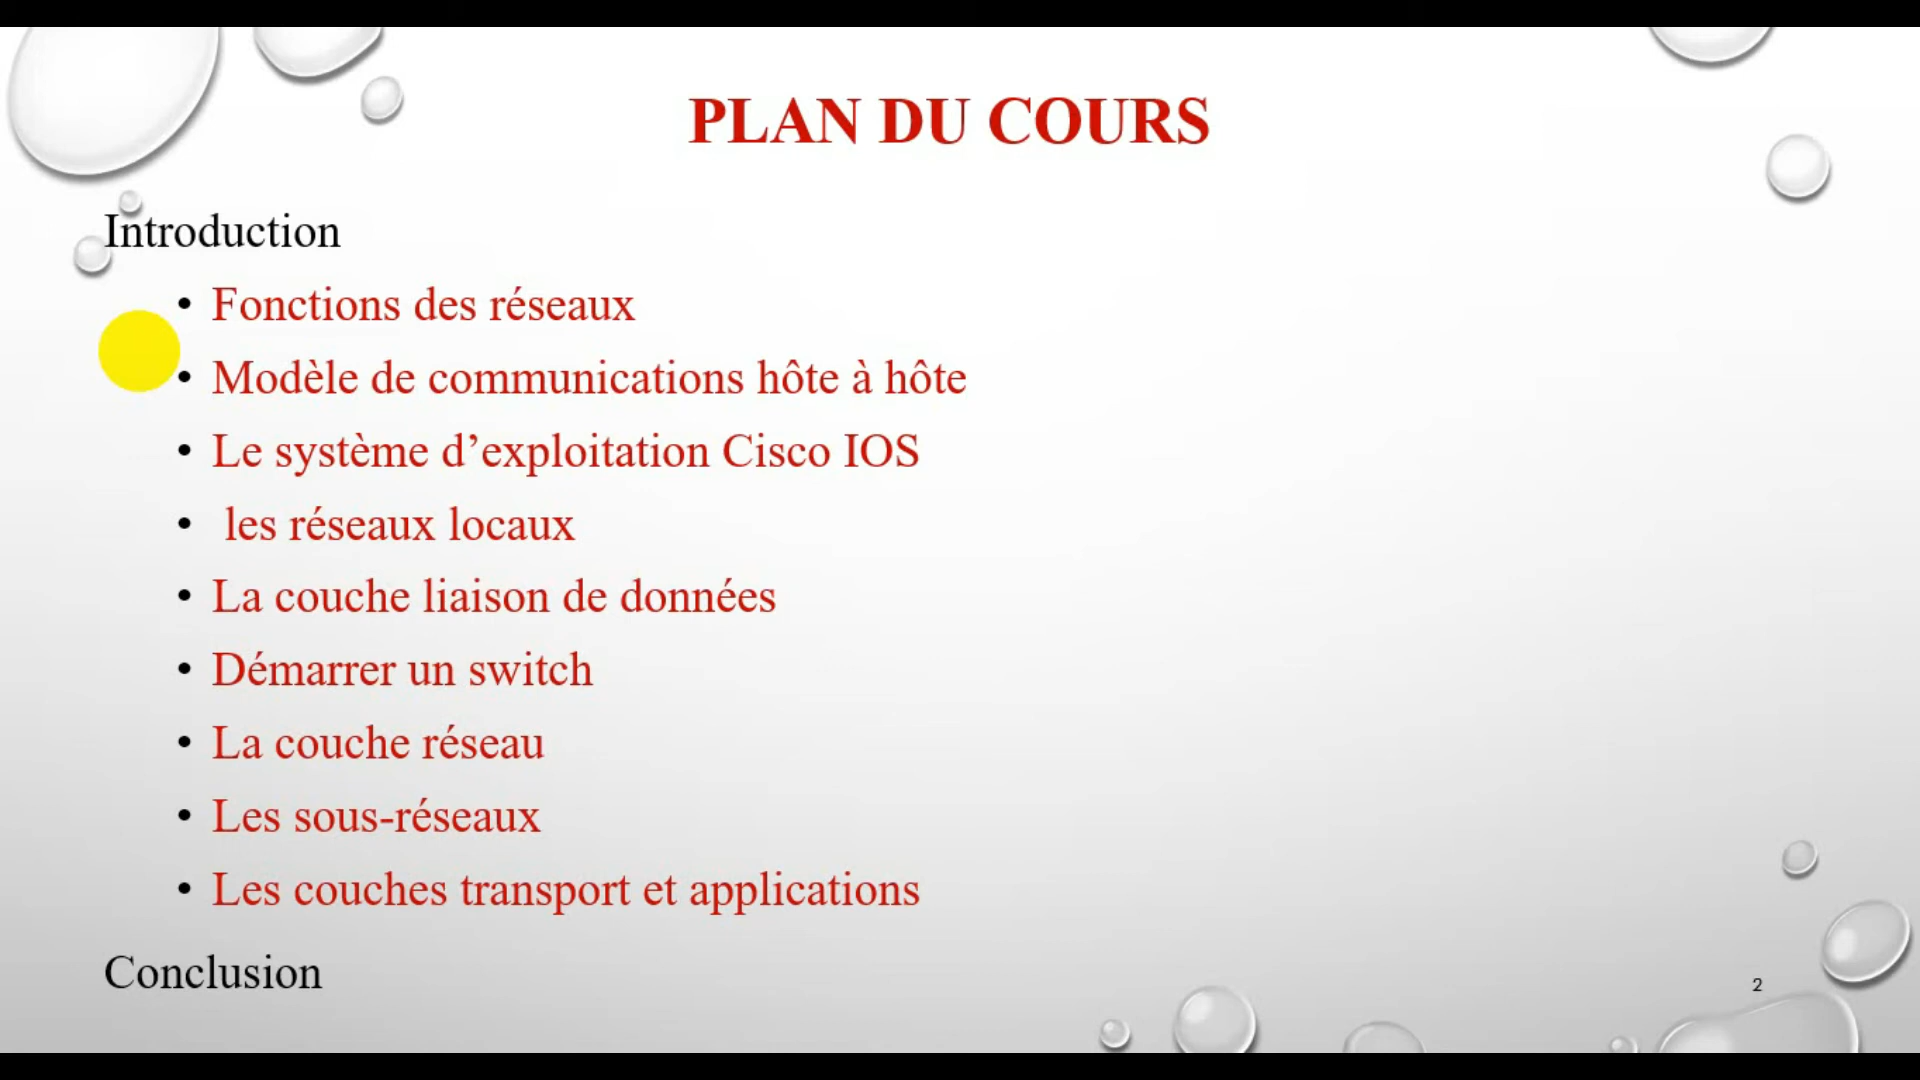 PLAN DU COURS
Introduction
• Fonctions des réseaux
• Modèle de communications hôte à hôte
• Le système d’exploitation Cisco IOS
• les réseaux locaux
• La couche liaison de données
• Démarrer un switch
• La couche réseau
• Les sous-réseaux
• Les couches transport et applications
Conclusion
2